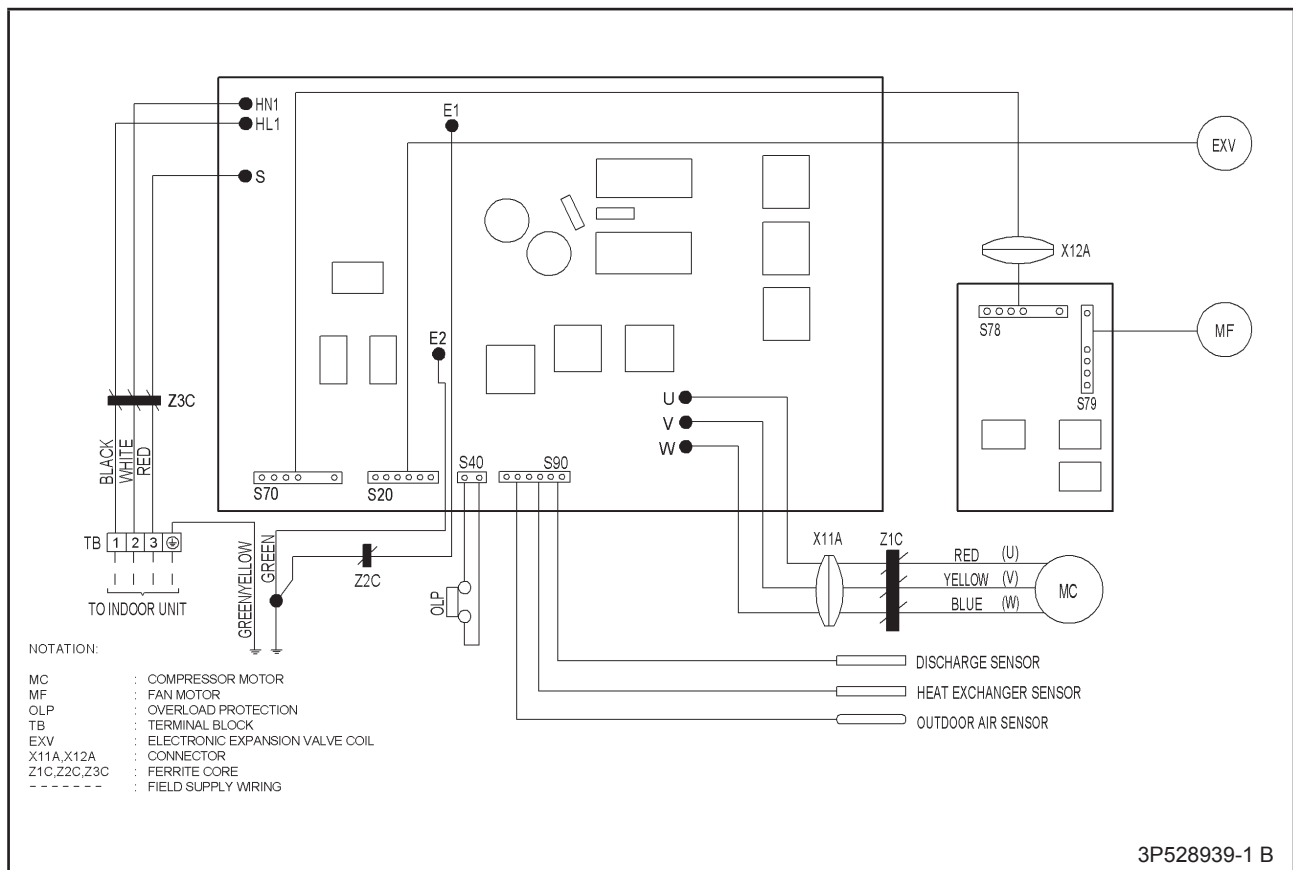 HN1
HL1
S
E1
EXV
X12A
S78
MF
S79
E2
Z3C
BLACK
WHITE
RED
U
V
W
S70
S20
S40
S90
TB 1 2 3
TO INDOOR UNIT
GREEN/YELLOW
GREEN
Z2C
OLP
X11A
Z1C
RED (U)
YELLOW (V)
BLUE (W)
MC
DISCHARGE SENSOR
HEAT EXCHANGER SENSOR
OUTDOOR AIR SENSOR
NOTATION:
MC : COMPRESSOR MOTOR
MF : FAN MOTOR
OLP : OVERLOAD PROTECTION
TB : TERMINAL BLOCK
EXV : ELECTRONIC EXPANSION VALVE COIL
X11A,X12A : CONNECTOR
Z1C,Z2C,Z3C : FERRITE CORE
- - - - - - - : FIELD SUPPLY WIRING
3P528939-1 B